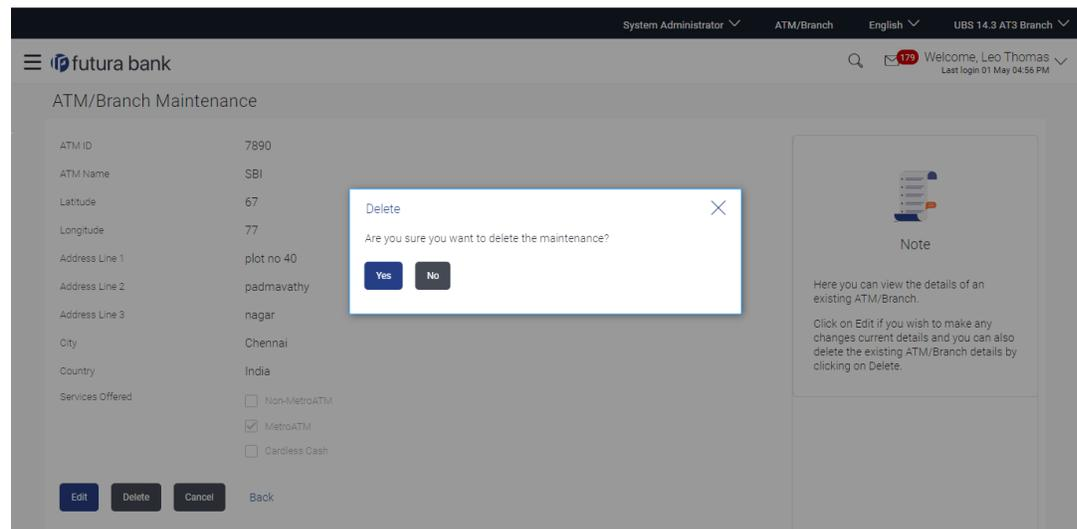 System Administrator ATM/Branch English UBS 14.3 AT3 Branch
futura bank 179 Welcome, Leo Thomas
Last login 01 May 04:56 PM
ATM/Branch Maintenance
ATM ID 7890
ATM Name SBI
Latitude 67
Longitude 77
Address Line 1 plot no 40
Address Line 2 padmavathy
Address Line 3 nagar
City Chennai
Country India
Services Offered
Non-MetroATM
MetroATM
Cardless Cash
Edit Delete Cancel Back
Delete
Are you sure you want to delete the maintenance?
Yes No
Note
Here you can view the details of an
existing ATM/Branch.
Click on Edit if you wish to make any
changes current details and you can also
delete the existing ATM/Branch details by
clicking on Delete.